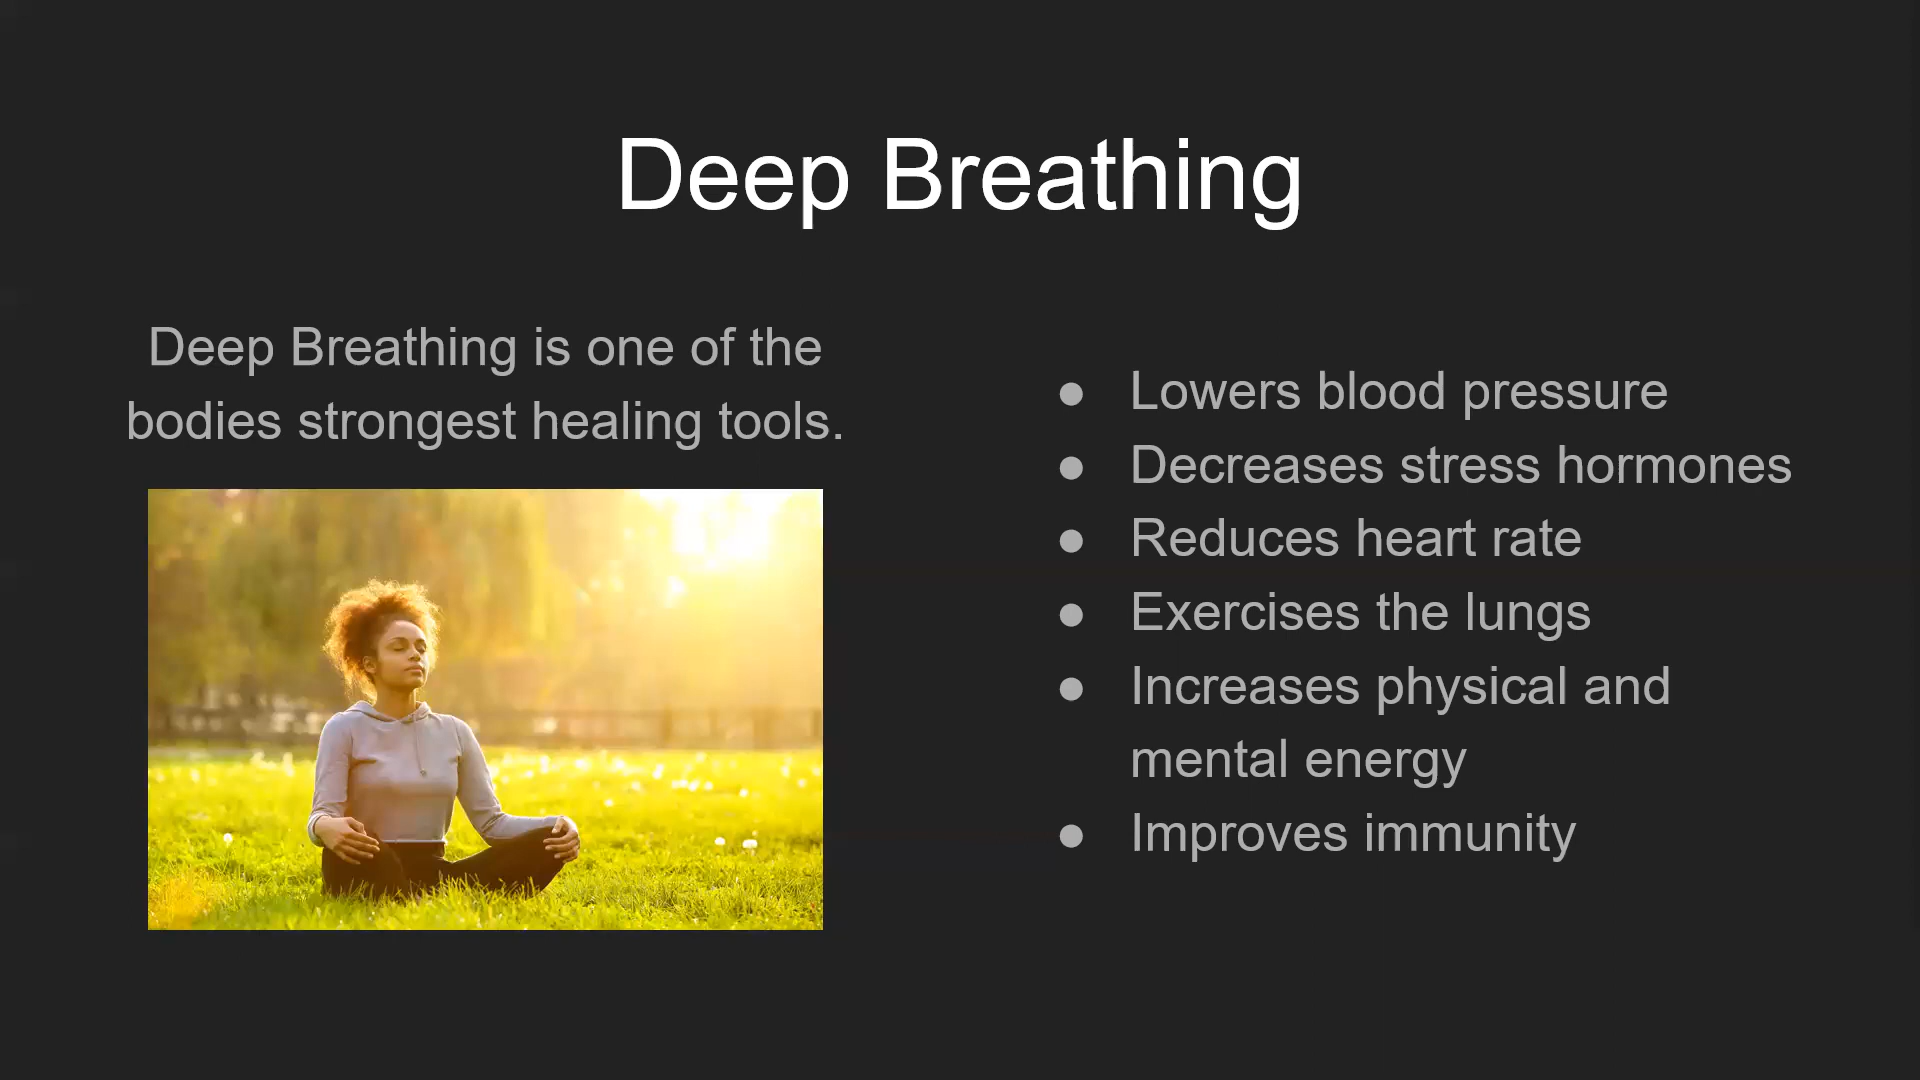 Deep Breathing
Deep Breathing is one of the
bodies strongest healing tools.
● Lowers blood pressure
● Decreases stress hormones
● Reduces heart rate
● Exercises the lungs
● Increases physical and
mental energy
● Improves immunity